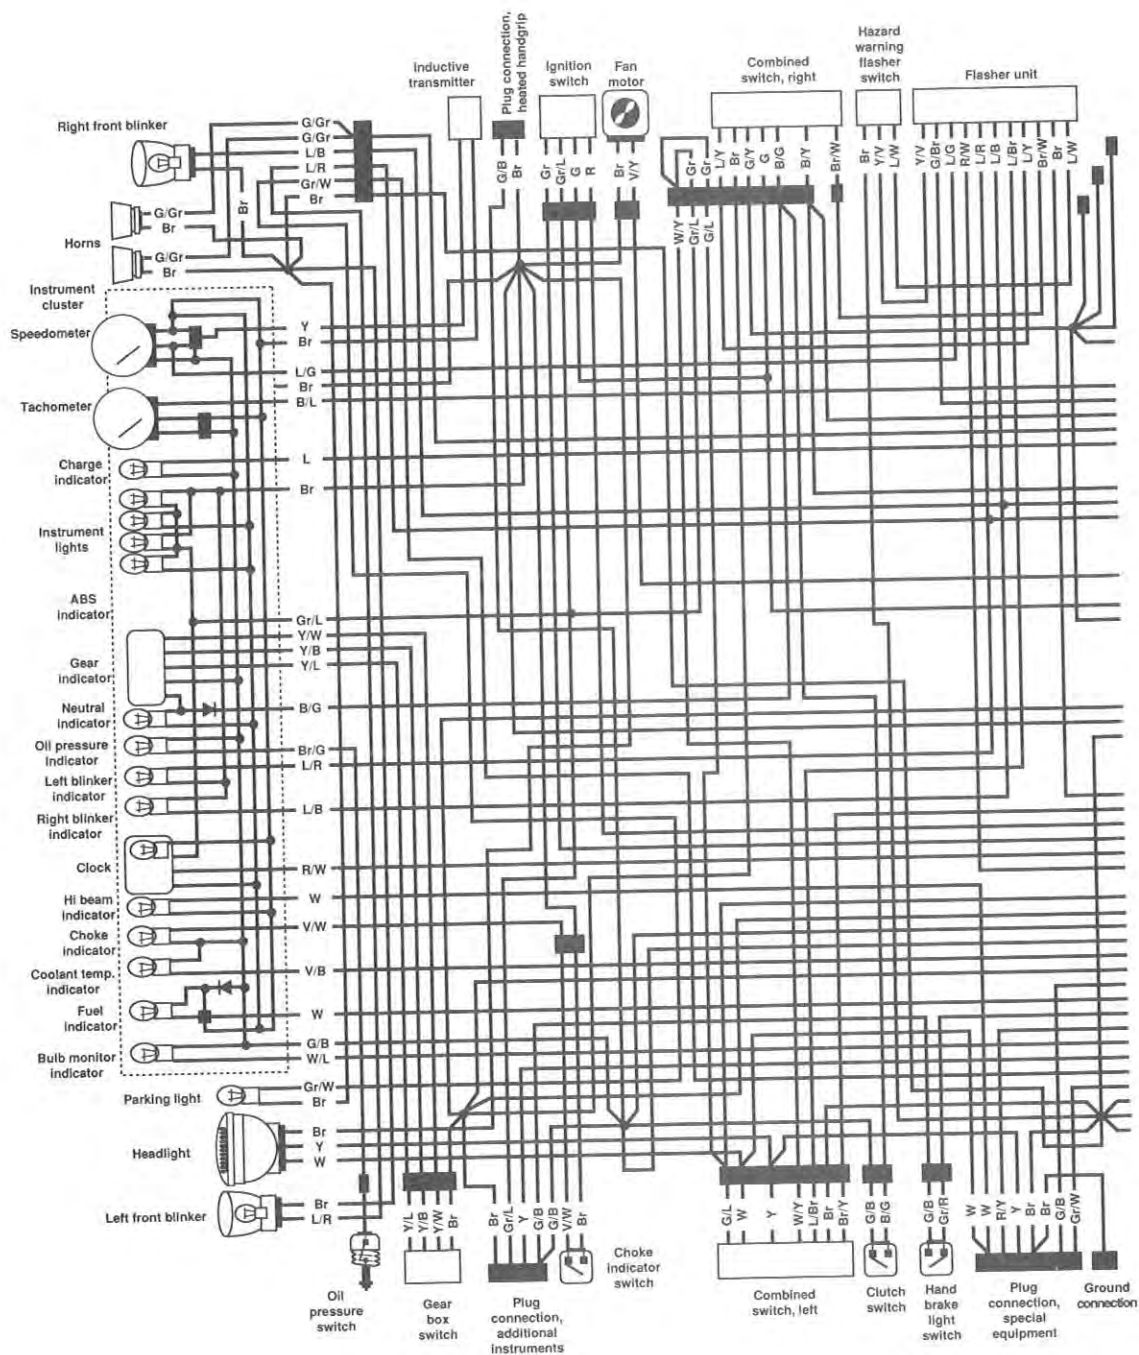 Plug connection,
heated handgrip
Inductive
transmitter
Ignition
switch
Fan
motor
Combined
switch, right
Hazard
warning
flasher
switch
Flasher unit
Right front blinker
G/Gr
G/Gr
L/B
L/R
Gr/W
Br
G/B
Br
Gr
Gr/L
G
R
Br
V/Y
Gr
Gr
L/Y
Br
G/Y
G
B/G
B/Y
Br/W
Br
Y/V
L/W
Y/V
G/Br
L/G
R/W
L/R
L/B
L/Br
L/Y
Br/W
Br
L/W
W/Y
Gr/L
G/L
Br
G/Gr
Br
Horns
G/Gr
Br
Instrument
cluster
Speedometer
Y
Br
L/G
Br
Tachometer
B/L
Charge
indicator
L
Br
Instrument
lights
ABS
indicator
Gr/L
Y/W
Y/B
Y/L
Gear
indicator
Neutral
indicator
B/G
Oil pressure
indicator
Br/G
L/R
Left blinker
indicator
Right blinker
indicator
L/B
Clock
R/W
Hi beam
indicator
W
Choke
indicator
V/W
Coolant temp.
indicator
V/B
Fuel
indicator
W
Bulb monitor
indicator
G/B
W/L
Parking light
Gr/W
Br
Headlight
Br
Y
W
Left front blinker
Br
L/R
Y/L
Y/B
Y/W
Br
Br
Gr/L
Y
G/B
G/B
V/W
Br
G/L
W
Y
W/Y
L/Br
Br
Br/Y
G/B
B/G
G/B
Gr/R
W
W
R/Y
Y
Br
Br
G/B
Gr/W
Oil
pressure
switch
Gear
box
switch
Plug
connection,
additional
instruments
Choke
indicator
switch
Combined
switch, left
Clutch
switch
Hand
brake
light
switch
Plug
connection,
special
equipment
Ground
connection